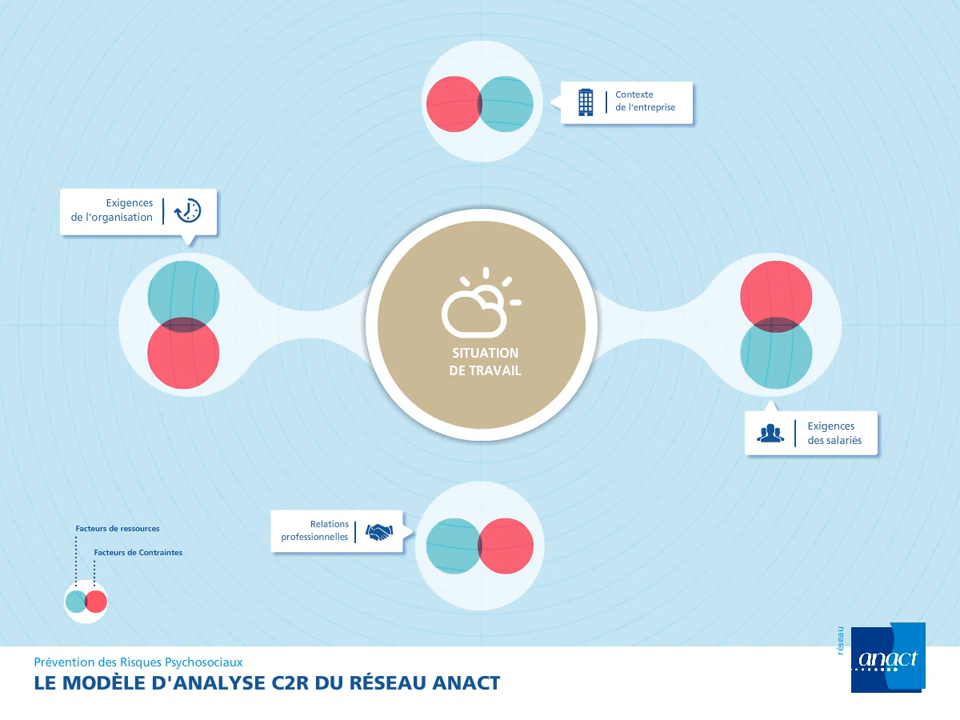 Contexte
de l'entreprise
Exigences
de l'organisation
SITUATION
DE TRAVAIL
Exigences
des salariés
Relations
professionnelles
Facteurs de ressources
Facteurs de Contraintes
Prévention des Risques Psychosociaux
LE MODÈLE D'ANALYSE C2R DU RÉSEAU ANACT
réseau
anact